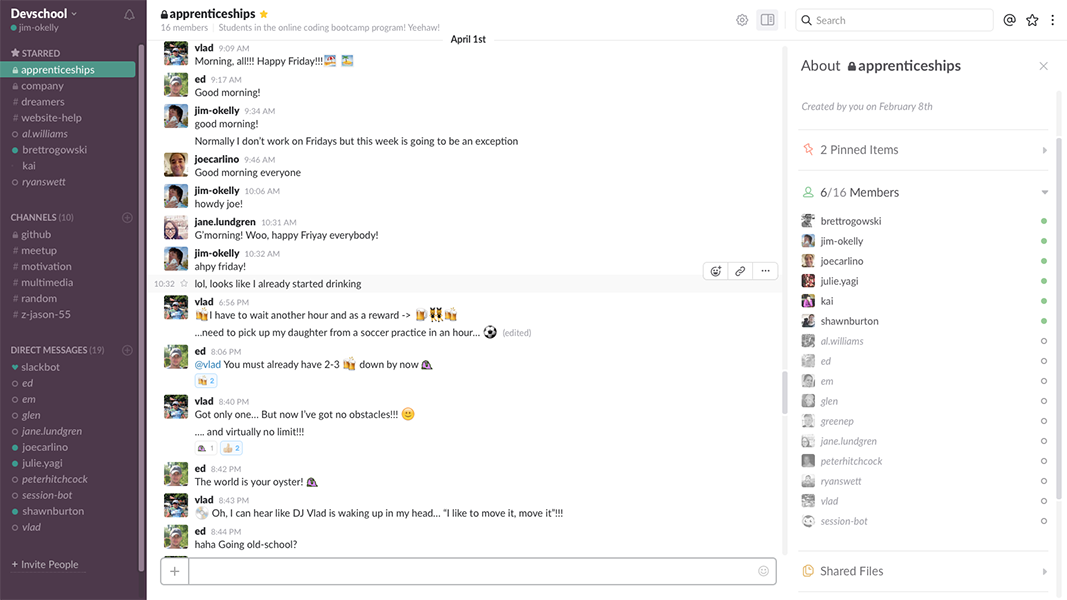 Devschool
jim-okelly
STARRED
apprenticeships
company
# dreamers
# website-help
al.williams
brettrogowski
kai
ryanswett
CHANNELS (10)
github
# meetup
# motivation
# multimedia
# random
# z-jason-55
DIRECT MESSAGES (19)
slackbot
ed
em
glen
jane.lundgren
joecarlino
julie.yagi
peterhitchcock
session-bot
shawnburton
vlad
+ Invite People
apprenticeships
16 members | Students in the online coding bootcamp program! Yeehaw!
Search
April 1st
vlad 9:09 AM
Morning, all!!! Happy Friday!!!
ed 9:17 AM
Good morning!
jim-okelly 9:34 AM
good morning!
Normally I don't work on Fridays but this week is going to be an exception
joecarlino 9:46 AM
Good morning everyone
jim-okelly 10:06 AM
howdy joe!
jane.lundgren 10:31 AM
G'morning! Woo, happy Friyay everybody!
jim-okelly 10:32 AM
ahpy friday!
10:32 lol, looks like I already started drinking
vlad 6:56 PM
I have to wait another hour and as a reward ->
...need to pick up my daughter from a soccer practice in an hour... (edited)
ed 8:06 PM
@vlad You must already have 2-3 down by now
2
vlad 8:40 PM
Got only one... But now I've got no obstacles!!!
.... and virtually no limit!!!
1 2
ed 8:42 PM
The world is your oyster!
vlad 8:43 PM
Oh, I can hear like DJ Vlad is waking up in my head... "I like to move it, move it"!!!
ed 8:44 PM
haha Going old-school?
About apprenticeships
Created by you on February 8th
2 Pinned Items
6/16 Members
brettrogowski
jim-okelly
joecarlino
julie.yagi
kai
shawnburton
al.williams
ed
em
glen
greenep
jane.lundgren
peterhitchcock
ryanswett
vlad
session-bot
Shared Files